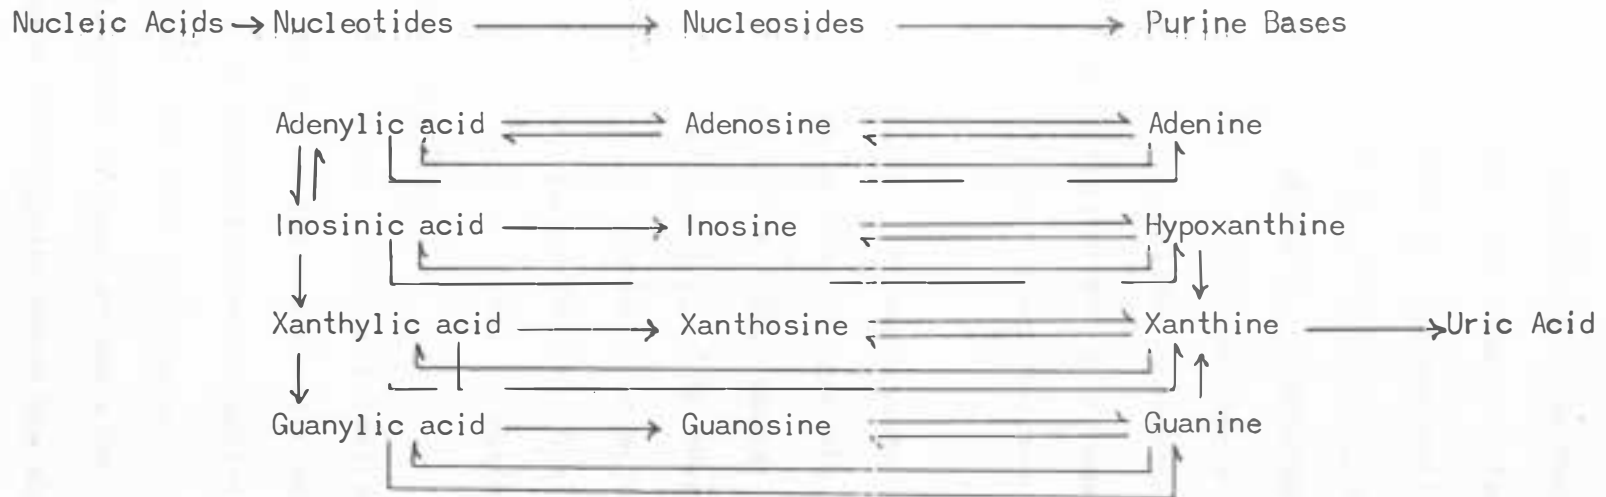 Nucleic Acids → Nucleotides → Nucleosides → Purine Bases
Adenylic acid Adenosine Adenine
Inosinic acid Inosine Hypoxanthine
Xanthylic acid Xanthosine Xanthine Uric Acid
Guanylic acid Guanosine Guanine